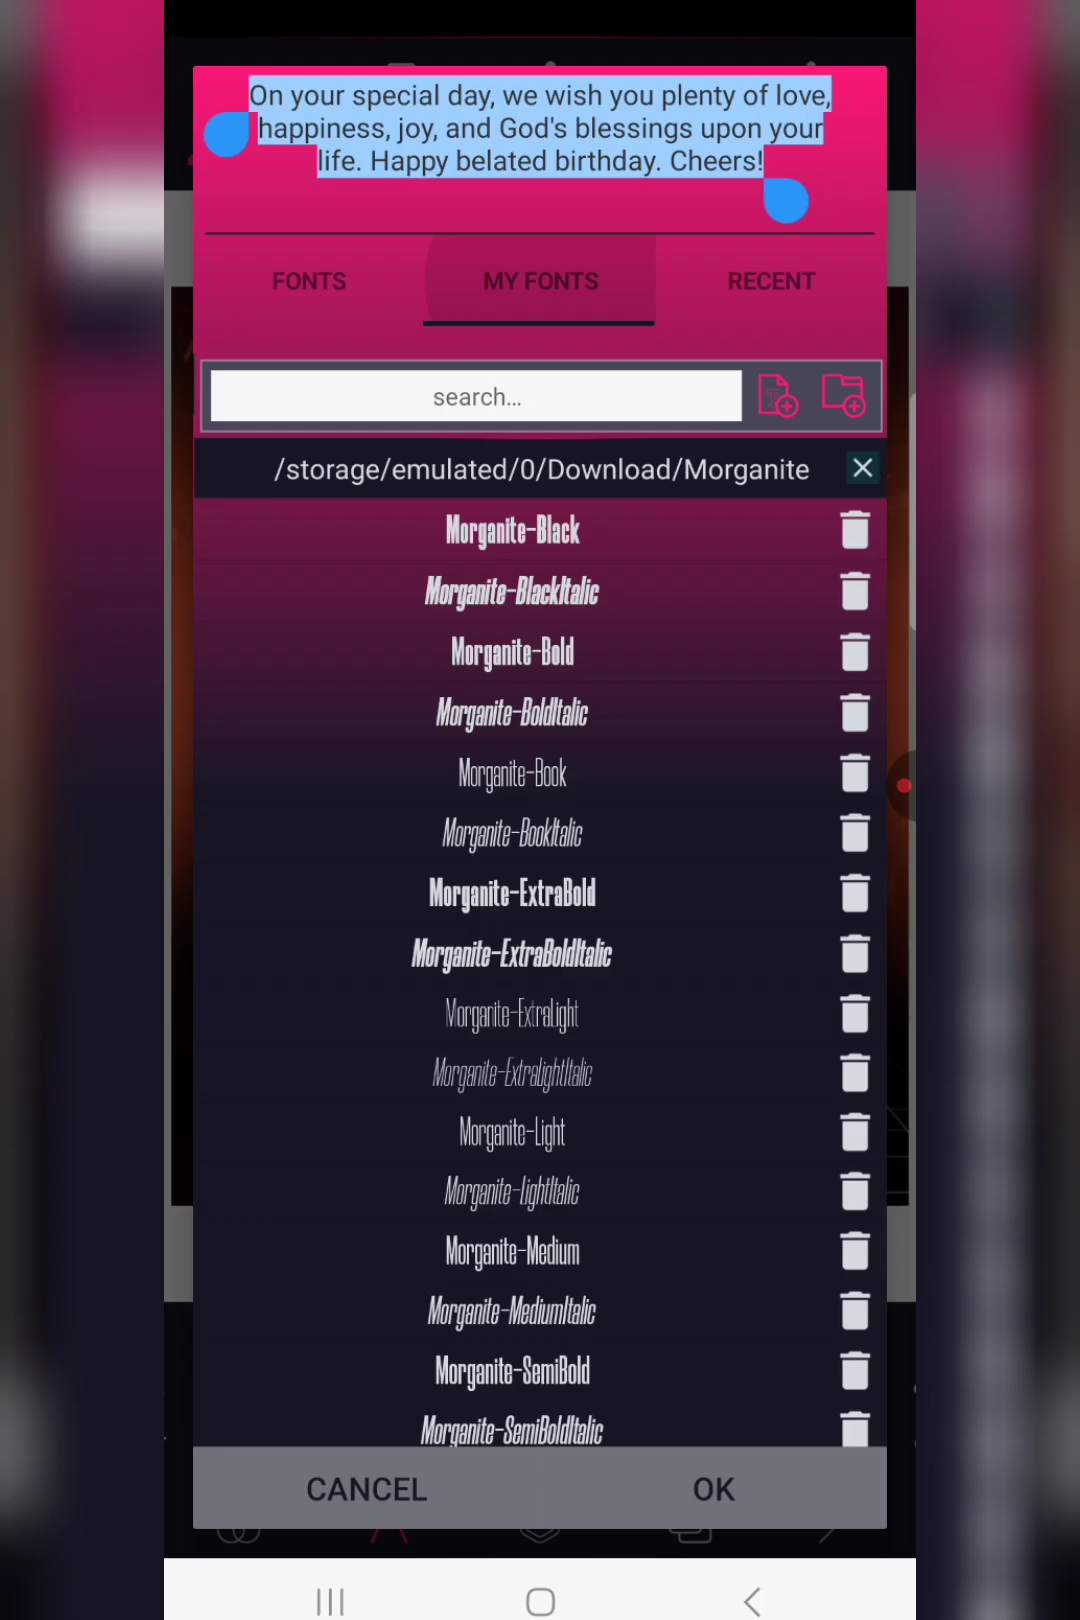 On your special day, we wish you plenty of love,
happiness, joy, and God's blessings upon your
life. Happy belated birthday. Cheers!
FONTS
MY FONTS
RECENT
search...
/storage/emulated/0/Download/Morganite
Morganite-Black
Morganite-BlackItalic
Morganite-Bold
Morganite-BoldItalic
Morganite-Book
Morganite-BookItalic
Morganite-ExtraBold
Morganite-ExtraBoldItalic
Morganite-ExtraLight
Morganite-ExtraLightItalic
Morganite-Light
Morganite-LightItalic
Morganite-Medium
Morganite-MediumItalic
Morganite-SemiBold
Morganite-SemiBoldItalic
CANCEL
OK